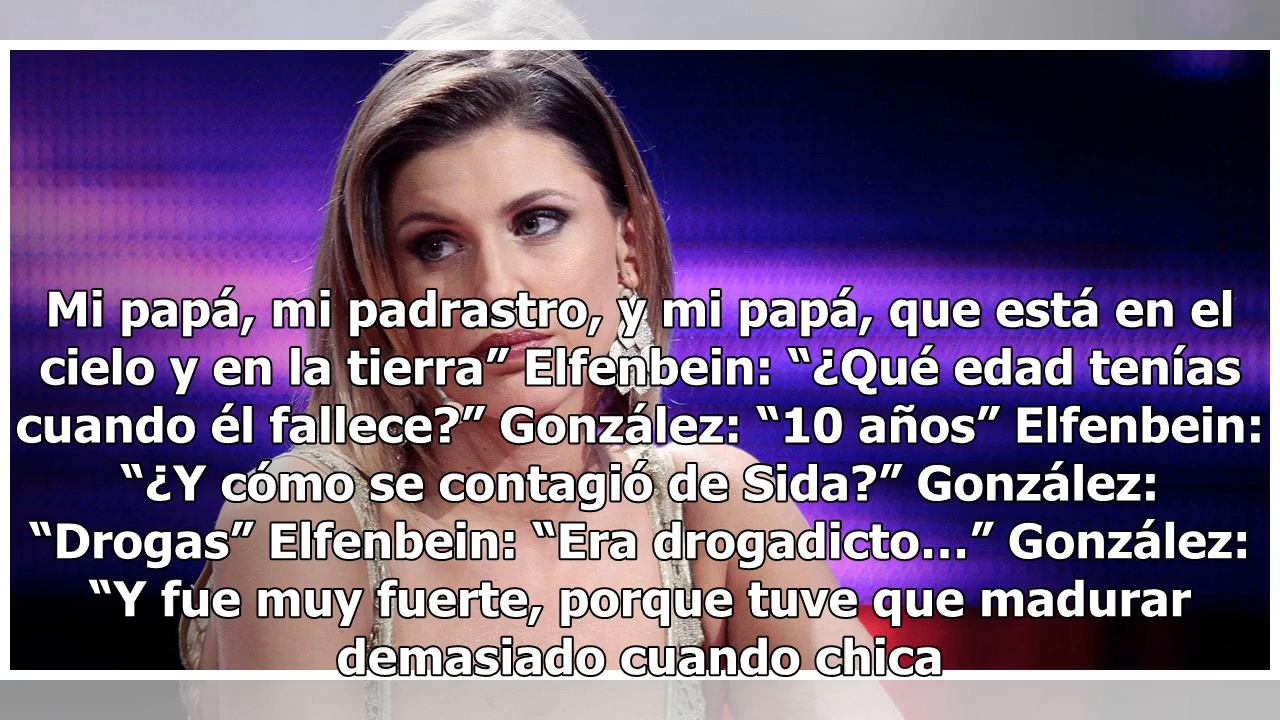 Mi papá, mi padrastro, y mi papá, que está en el
cielo y en la tierra” Elfenbein: “¿Qué edad tenías
cuando él fallece?” González: “10 años” Elfenbein:
“¿Y cómo se contagió de Sida?” González:
“Drogas” Elfenbein: “Era drogadicto...” González:
“Y fue muy fuerte, porque tuve que madurar
demasiado cuando chica